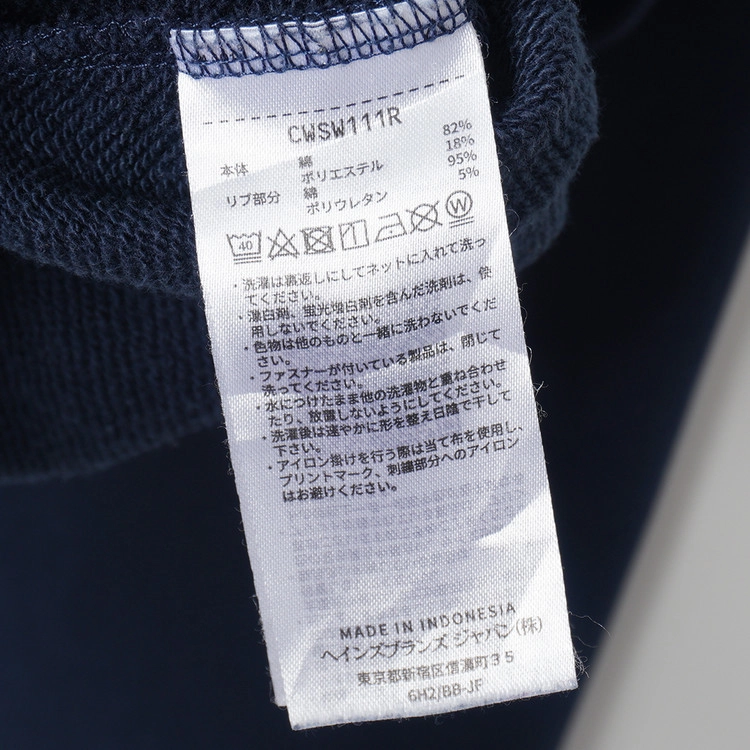 CWSW111R
本体 綿 82%
ポリエステル 18%
リブ部分 綿 95%
ポリウレタン 5%
40
W
・洗濯は裏返しにしてネットに入れて洗っ
てください。
・漂白剤、蛍光増白剤を含んだ洗剤は、使
用しないでください。
・色物は他のものと一緒に洗わないでくだ
さい。
・ファスナーが付いている製品は、閉じて
洗ってください。
・水につけたまま他の洗濯物と重ね合わせ
たり、放置しないようにしてください。
・洗濯後は速やかに形を整え日陰で干して
下さい。
・アイロン掛けを行う際は当て布を使用し、
プリントマーク、刺繍部分へのアイロン
はお避けください。
MADE IN INDONESIA
ヘインズブランズ ジャパン(株)
東京都新宿区信濃町35
6H2/BB-JF